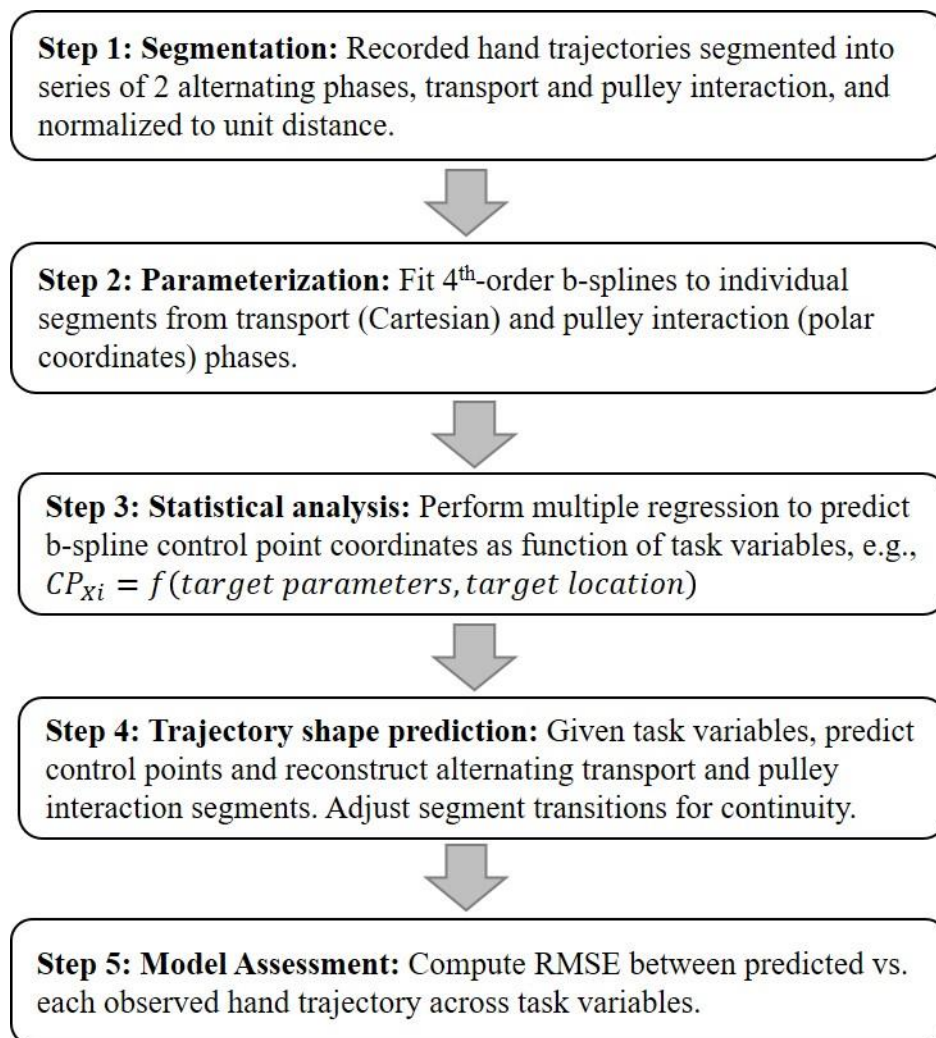 Step 1: Segmentation: Recorded hand trajectories segmented into
series of 2 alternating phases, transport and pulley interaction, and
normalized to unit distance.
Step 2: Parameterization: Fit 4th-order b-splines to individual
segments from transport (Cartesian) and pulley interaction (polar
coordinates) phases.
Step 3: Statistical analysis: Perform multiple regression to predict
b-spline control point coordinates as function of task variables, e.g.,
CP_Xi = f(target parameters, target location)
Step 4: Trajectory shape prediction: Given task variables, predict
control points and reconstruct alternating transport and pulley
interaction segments. Adjust segment transitions for continuity.
Step 5: Model Assessment: Compute RMSE between predicted vs.
each observed hand trajectory across task variables.